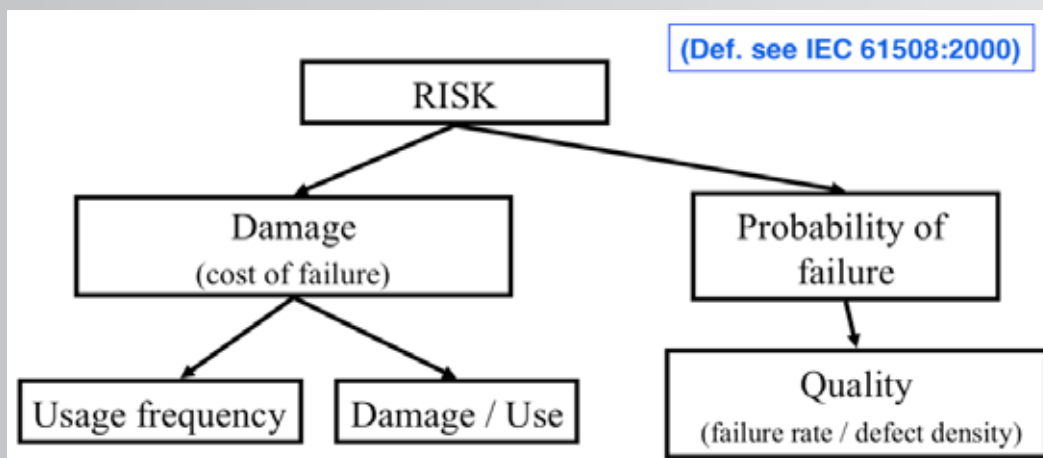 (Def. see IEC 61508:2000)
RISK
Damage
(cost of failure)
Probability of
failure
Usage frequency
Damage / Use
Quality
(failure rate / defect density)